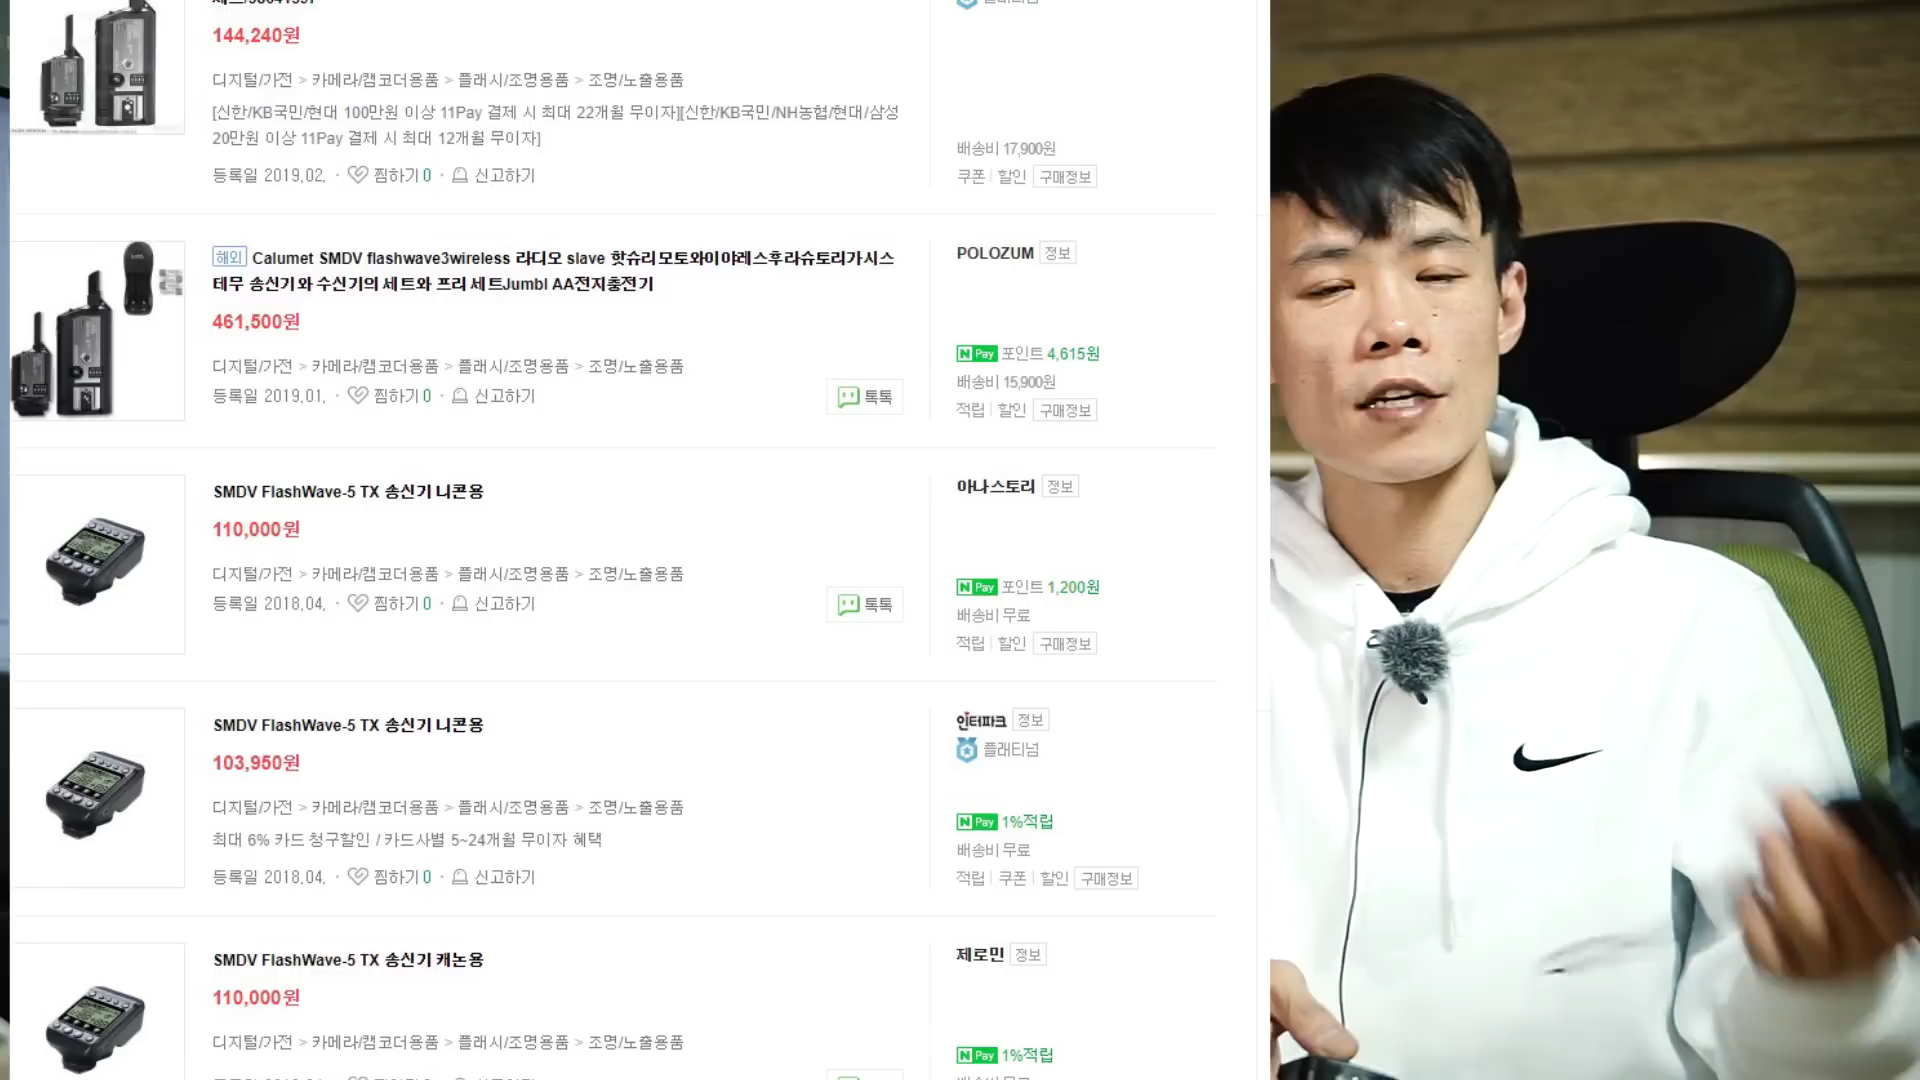 144,240원
디지털/가전 > 카메라/캠코더용품 > 플래시/조명용품 > 조명/노출용품
[신한/KB국민/현대 100만원 이상 11Pay 결제 시 최대 22개월 무이자][신한/KB국민/NH농협/현대/삼성
20만원 이상 11Pay 결제 시 최대 12개월 무이자]
등록일 2019.02. · 찜하기 0 · 신고하기
배송비 17,900원
쿠폰 | 할인 구매정보
해외 Calumet SMDV flashwave3wireless 라디오 slave 핫슈리모토와이야레스후라슈토리가시스
테무 송신기와 수신기의 세트와 프리 세트Jumbl AA전지충전기
461,500원
디지털/가전 > 카메라/캠코더용품 > 플래시/조명용품 > 조명/노출용품
등록일 2019.01. · 찜하기 0 · 신고하기
톡톡
POLOZUM 정보
N Pay 포인트 4,615원
배송비 15,900원
적립 | 할인 구매정보
SMDV FlashWave-5 TX 송신기 니콘용
110,000원
디지털/가전 > 카메라/캠코더용품 > 플래시/조명용품 > 조명/노출용품
등록일 2018.04. · 찜하기 0 · 신고하기
톡톡
아나스토리 정보
N Pay 포인트 1,200원
배송비 무료
적립 | 할인 구매정보
SMDV FlashWave-5 TX 송신기 니콘용
103,950원
디지털/가전 > 카메라/캠코더용품 > 플래시/조명용품 > 조명/노출용품
최대 6% 카드 청구할인 / 카드사별 5~24개월 무이자 혜택
등록일 2018.04. · 찜하기 0 · 신고하기
인터파크 정보
플래티넘
N Pay 1%적립
배송비 무료
적립 | 쿠폰 | 할인 구매정보
SMDV FlashWave-5 TX 송신기 캐논용
110,000원
디지털/가전 > 카메라/캠코더용품 > 플래시/조명용품 > 조명/노출용품
제로민 정보
N Pay 1%적립